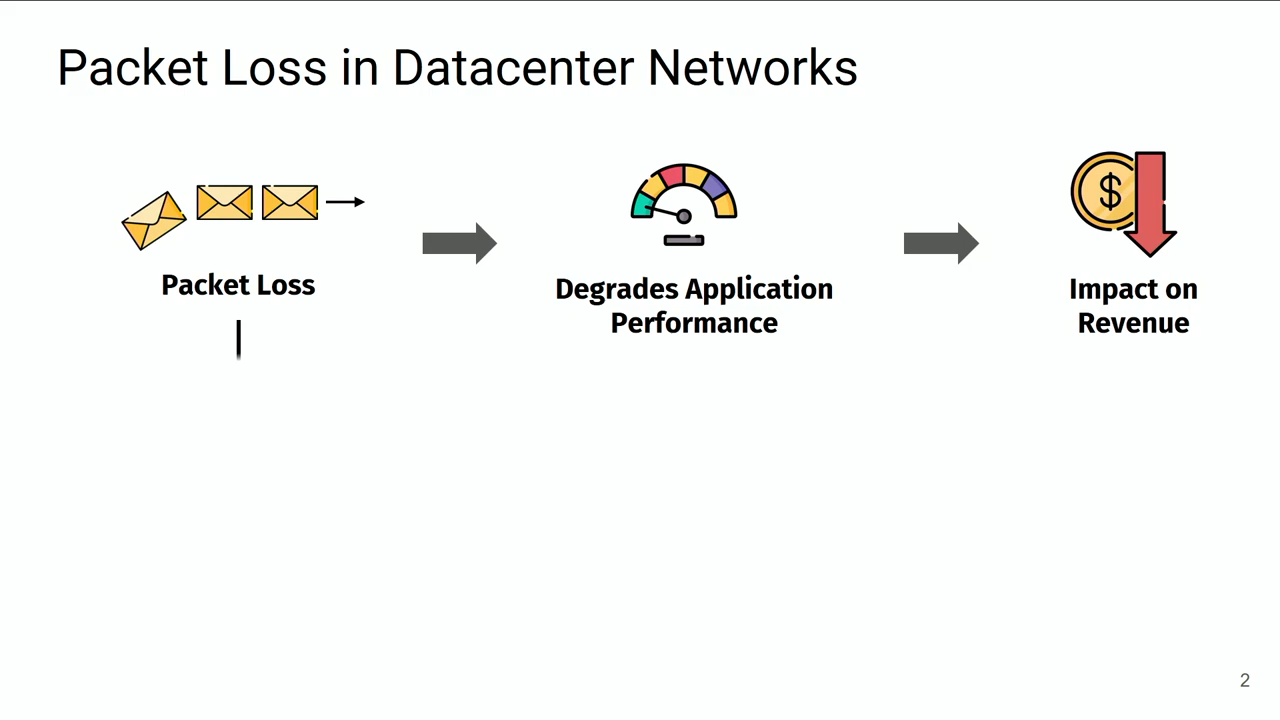 Packet Loss in Datacenter Networks
$
Packet Loss
Degrades Application
Performance
Impact on
Revenue
2